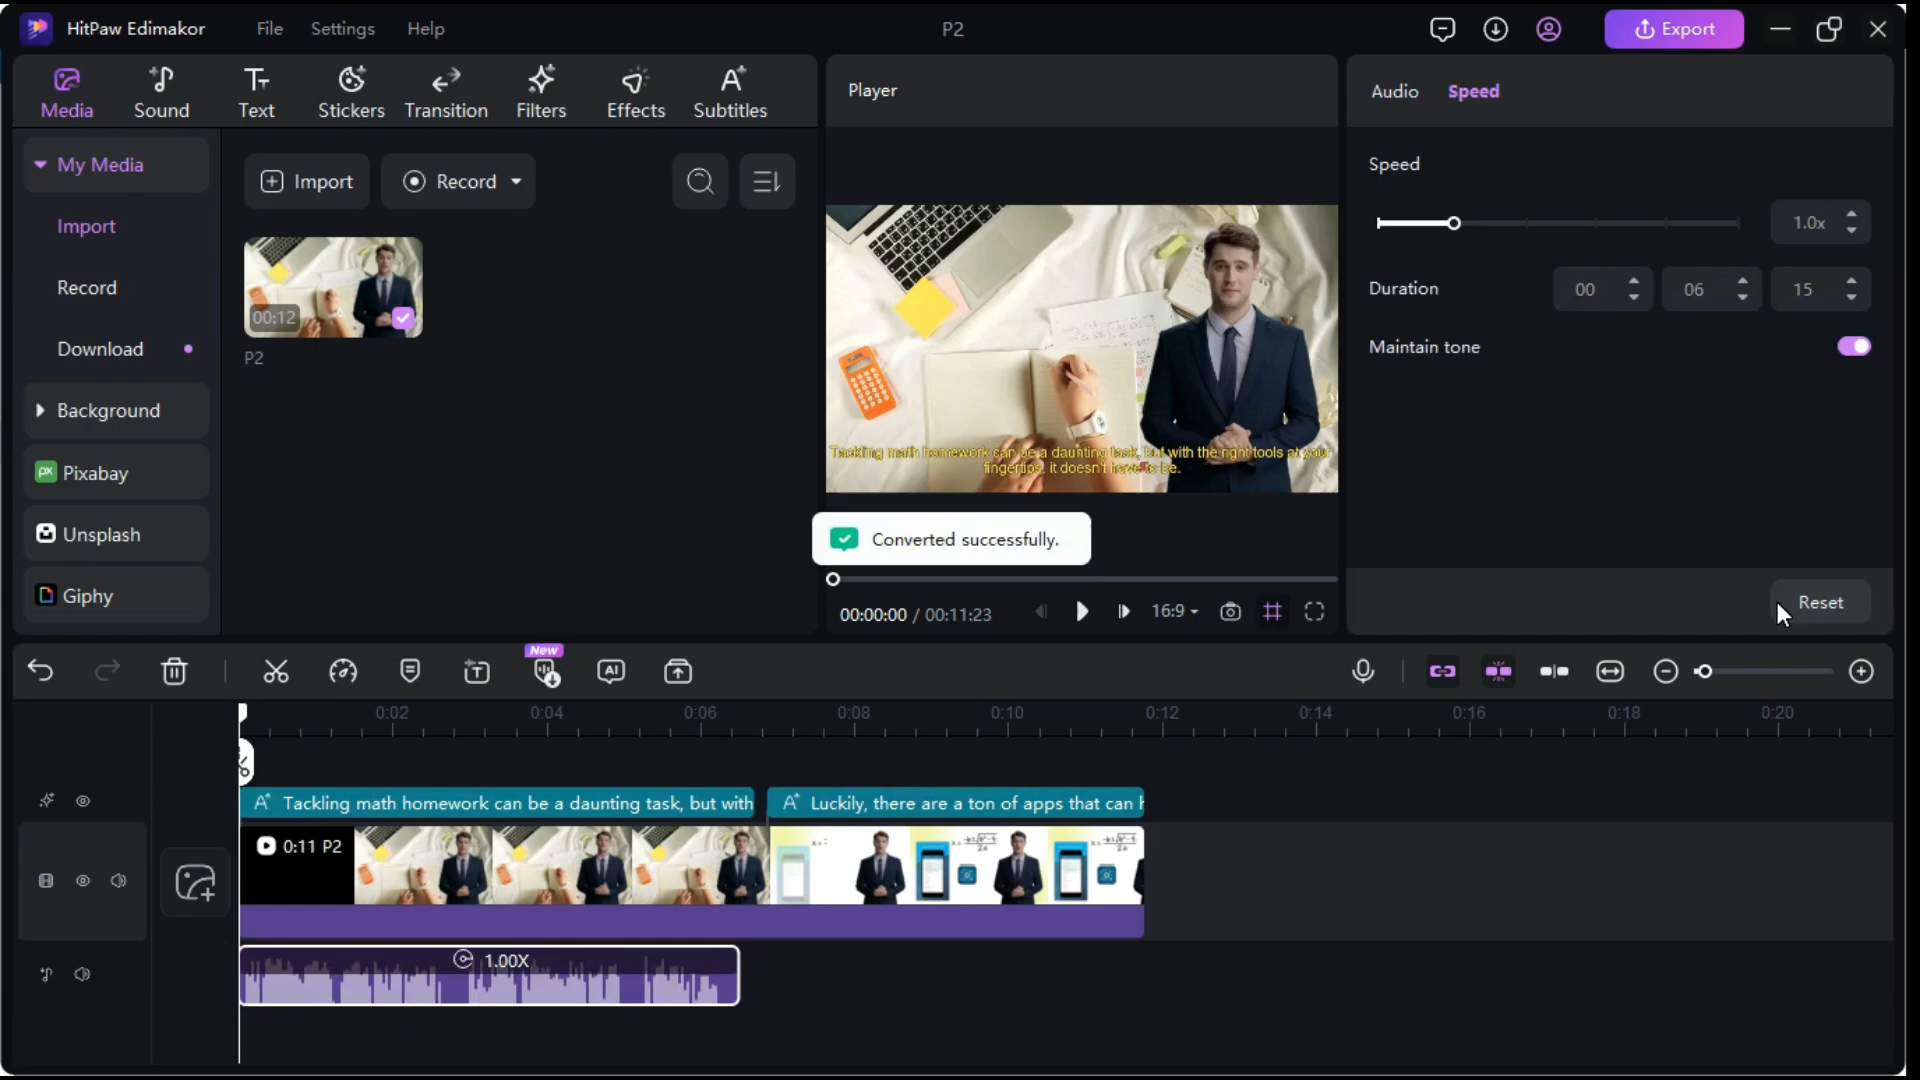 HitPaw Edimakor
File
Settings
Help
P2
Export
Media
Sound
Text
Stickers
Transition
Filters
Effects
Subtitles
Player
Audio
Speed
My Media
Import
Record
Download
Background
Pixabay
Unsplash
Giphy
Import
Record
00:12
P2
Tackling math homework can be a daunting task, but with the right tools at your
fingertips, it doesn't have to be.
Converted successfully.
00:00:00 / 00:11:23
16:9
Speed
1.0x
Duration
00
06
15
Maintain tone
Reset
New
AI
0:02
0:04
0:06
0:08
0:10
0:12
0:14
0:16
0:18
0:20
Tackling math homework can be a daunting task, but with
Luckily, there are a ton of apps that can h
0:11 P2
1.00X